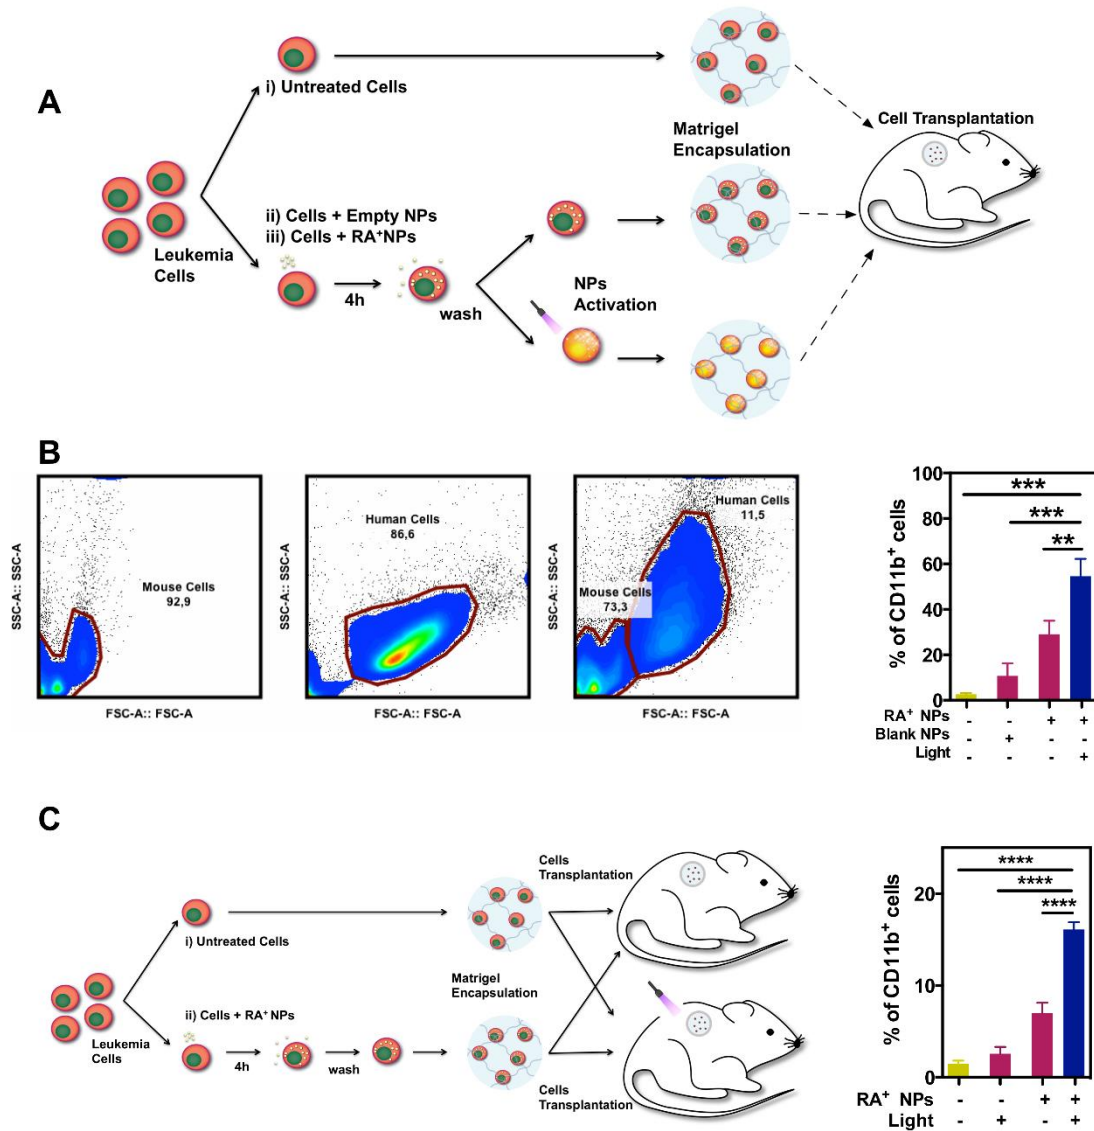 A
i) Untreated Cells
Leukemia
Cells
ii) Cells + Empty NPs
iii) Cells + RA⁺NPs
4h
wash
NPs
Activation
Matrigel
Encapsulation
Cell Transplantation
B
SSC-A:: SSC-A
Mouse Cells
92,9
FSC-A:: FSC-A
SSC-A:: SSC-A
Human Cells
86,6
FSC-A:: FSC-A
SSC-A:: SSC-A
Human Cells
11,5
Mouse Cells
73,3
FSC-A:: FSC-A
% of CD11b⁺ cells
100
80
60
40
20
0
***
***
**
RA⁺ NPs - - + +
Blank NPs - + - -
Light - - - +
C
i) Untreated Cells
Leukemia
Cells
ii) Cells + RA⁺NPs
4h
wash
Matrigel
Encapsulation
Cells
Transplantation
Cells
Transplantation
% of CD11b⁺ cells
20
10
0
****
****
****
RA⁺ NPs - - + +
Light - + - +